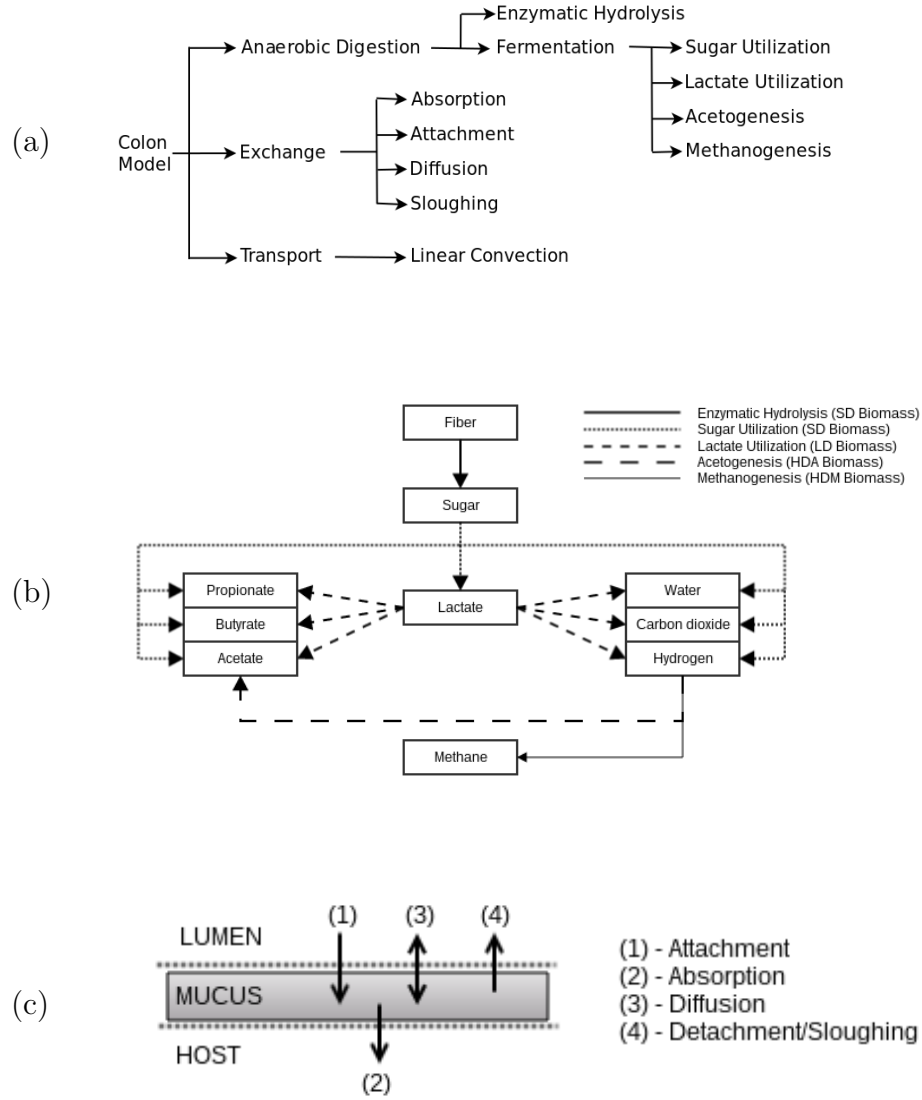 (a)
Colon
Model
Anaerobic Digestion
Enzymatic Hydrolysis
Fermentation
Sugar Utilization
Lactate Utilization
Acetogenesis
Methanogenesis
Exchange
Absorption
Attachment
Diffusion
Sloughing
Transport
Linear Convection
(b)
Fiber
Sugar
Propionate
Butyrate
Acetate
Lactate
Water
Carbon dioxide
Hydrogen
Methane
Enzymatic Hydrolysis (SD Biomass)
Sugar Utilization (SD Biomass)
Lactate Utilization (LD Biomass)
Acetogenesis (HDA Biomass)
Methanogenesis (HDM Biomass)
(c)
LUMEN
MUCUS
HOST
(1)
(3)
(4)
(2)
(1) - Attachment
(2) - Absorption
(3) - Diffusion
(4) - Detachment/Sloughing